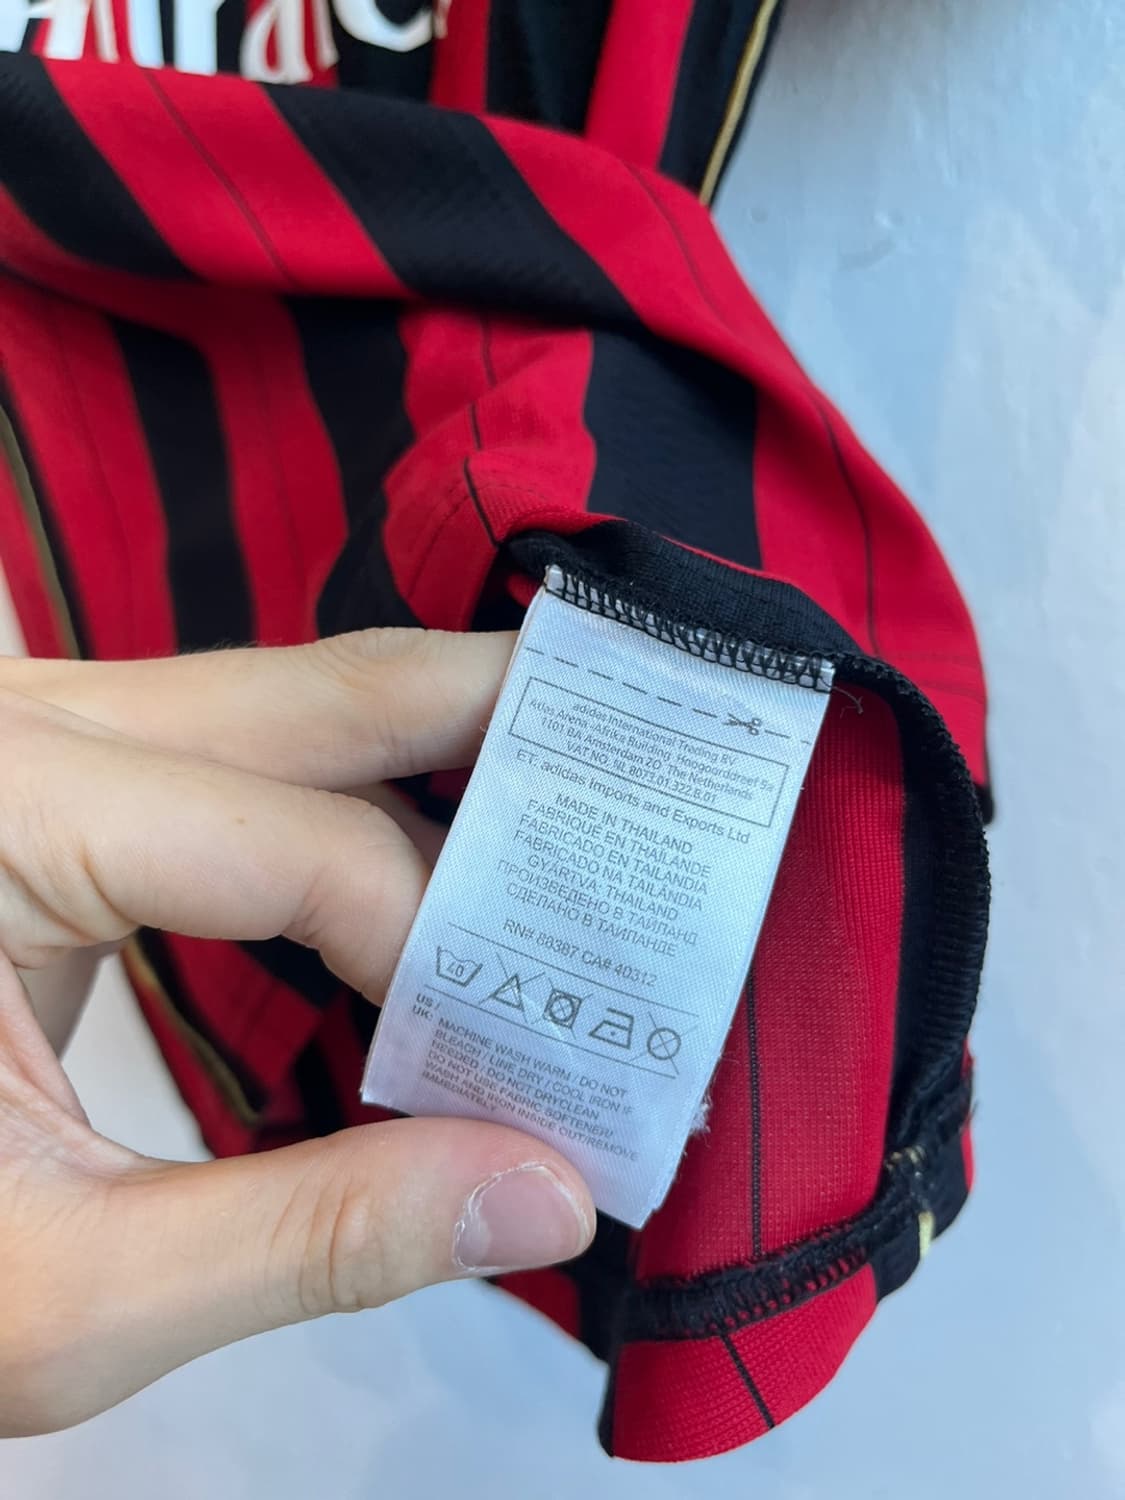 adidas International Trading BV
Atlas Arena Afrika Building, Hoogoorddreef 9a
1101 BA Amsterdam ZO, The Netherlands
VAT NO. NL 8073.01.322.B.01
ET. adidas Imports and Exports Ltd
MADE IN THAILAND
FABRIQUÉ EN THAÏLANDE
FABRICADO EN TAILANDIA
FABRICADO NA TAILÂNDIA
GYÁRTVA: THAILAND
ПРОИЗВЕДЕНО В ТАИЛАНД
СДЕЛАНО В ТАИЛАНДЕ
RN# 88387 CA# 40312
40
US /
UK: MACHINE WASH WARM / DO NOT
BLEACH / LINE DRY / COOL IRON IF
NEEDED / DO NOT DRYCLEAN
DO NOT USE FABRIC SOFTENER/
WASH AND IRON INSIDE OUT/REMOVE
IMMEDIATELY